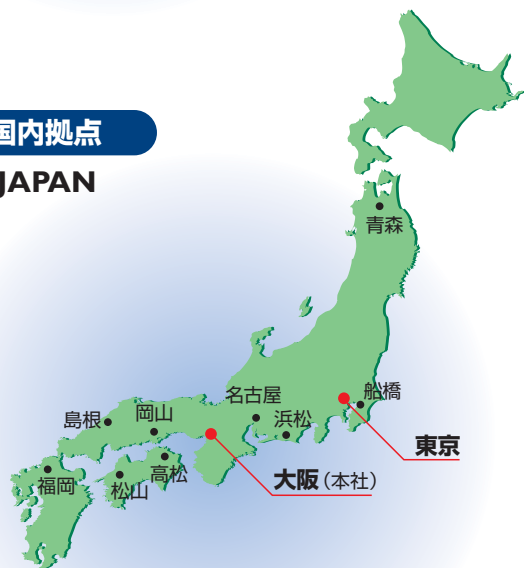 国内拠点
JAPAN
青森
船橋
名古屋
浜松
岡山
島根
東京
高松
福岡
松山
大阪（本社）